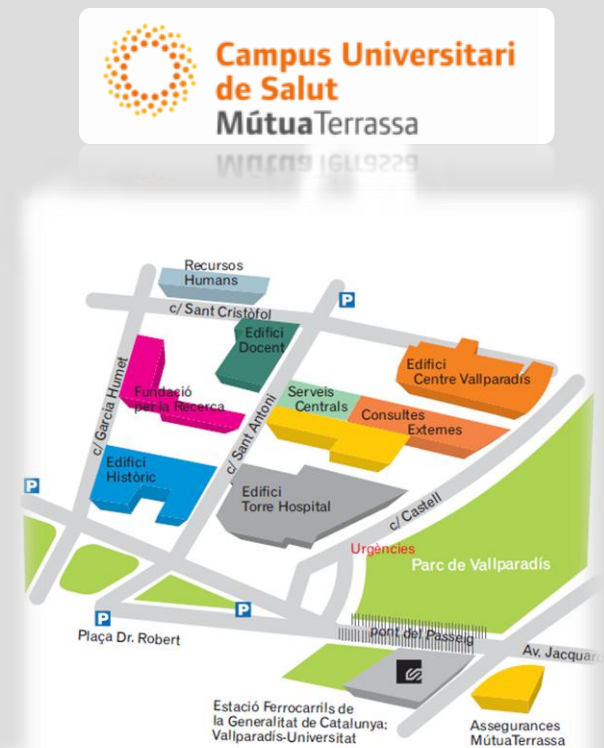 Campus Universitari
de Salut
MútuaTerrassa
Recursos
Humans
c/ Sant Cristòfol
P
Edifici
Docent
Edifici
Centre Vallparadís
c/ García Humet
Fundació
per la Recerca
Serveis
Centrals
Consultes
Externes
c/ Sant Antoni
Edifici
Històric
Edifici
Torre Hospital
P
c/ Castell
Urgències
Parc de Vallparadís
P
P
Plaça Dr. Robert
pont del Passeig
Av. Jacquard
Estació Ferrocarrils de
la Generalitat de Catalunya;
Vallparadís-Universitat
Assegurances
MútuaTerrassa